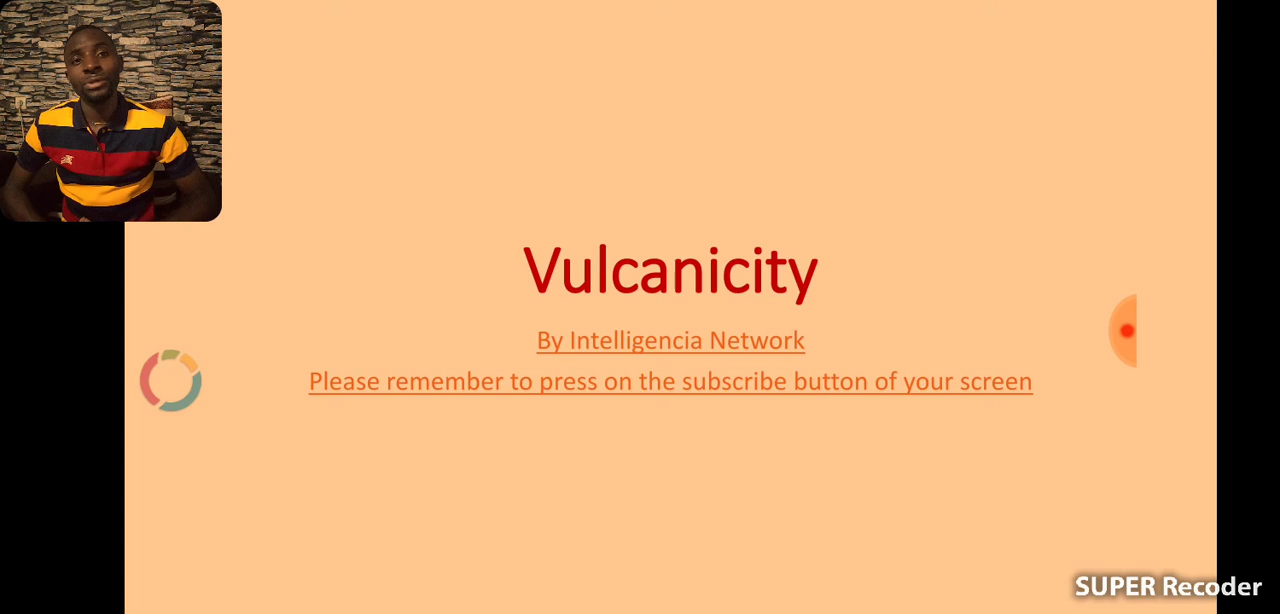 Vulcanicity
By Intelligencia Network
Please remember to press on the subscribe button of your screen
SUPER Recoder